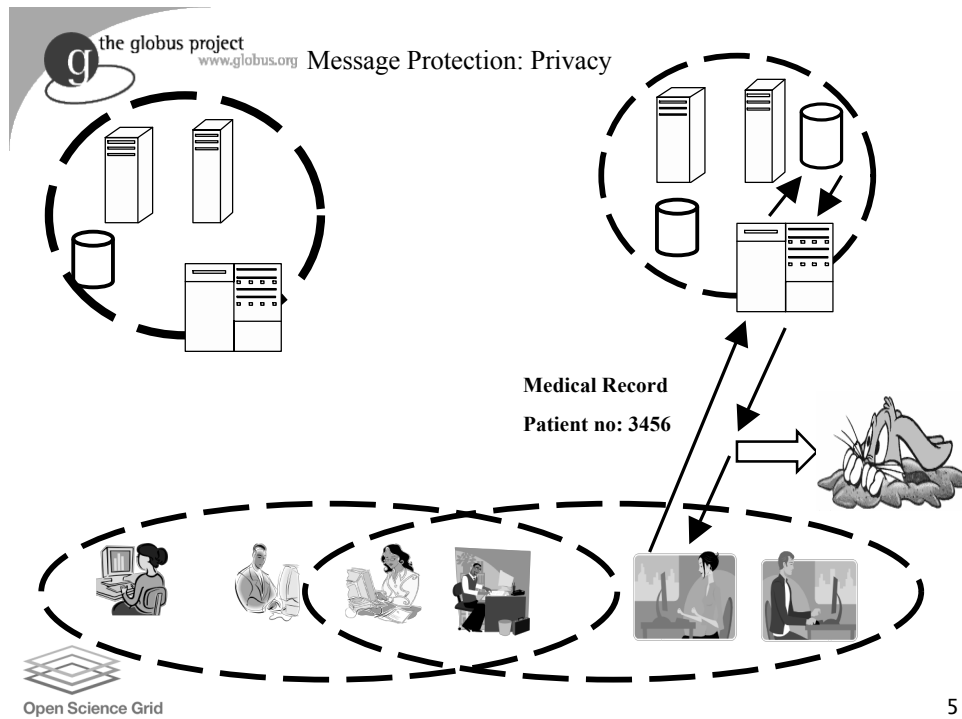 g
the globus project
www.globus.org
Message Protection: Privacy
Medical Record
Patient no: 3456
Open Science Grid
5